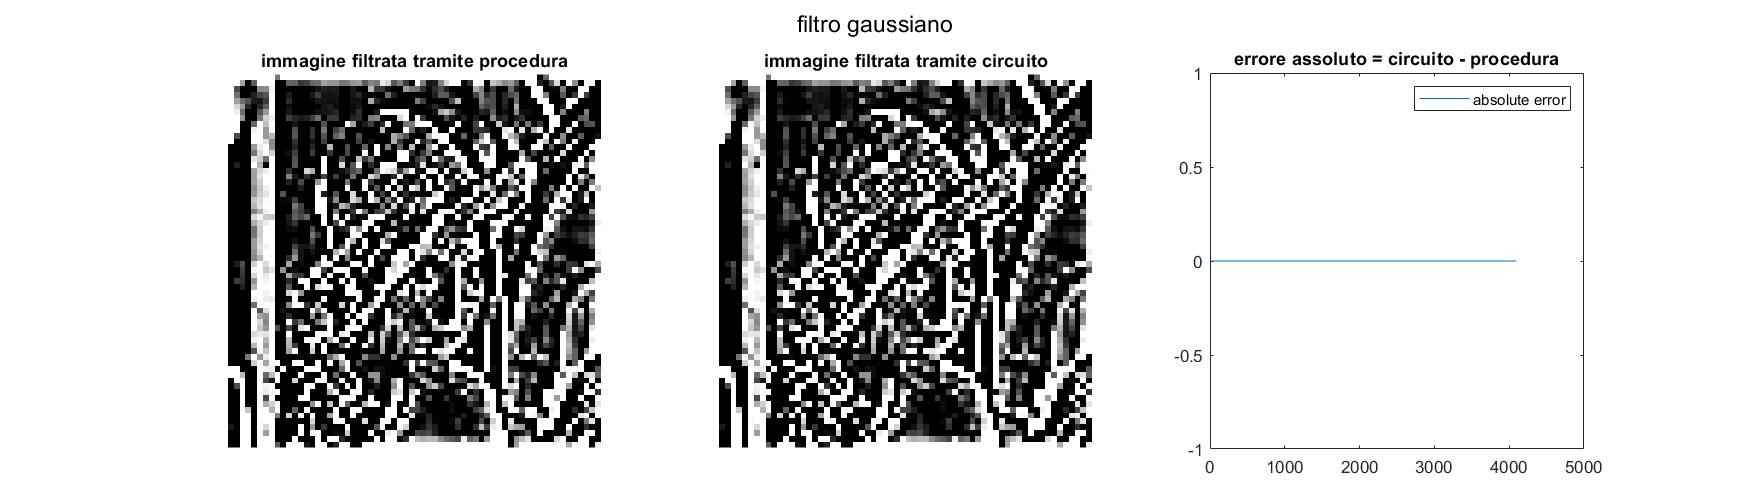 filtro gaussiano
immagine filtrata tramite procedura
immagine filtrata tramite circuito
errore assoluto = circuito - procedura
1
absolute error
0.5
0
-0.5
-1
0 1000 2000 3000 4000 5000